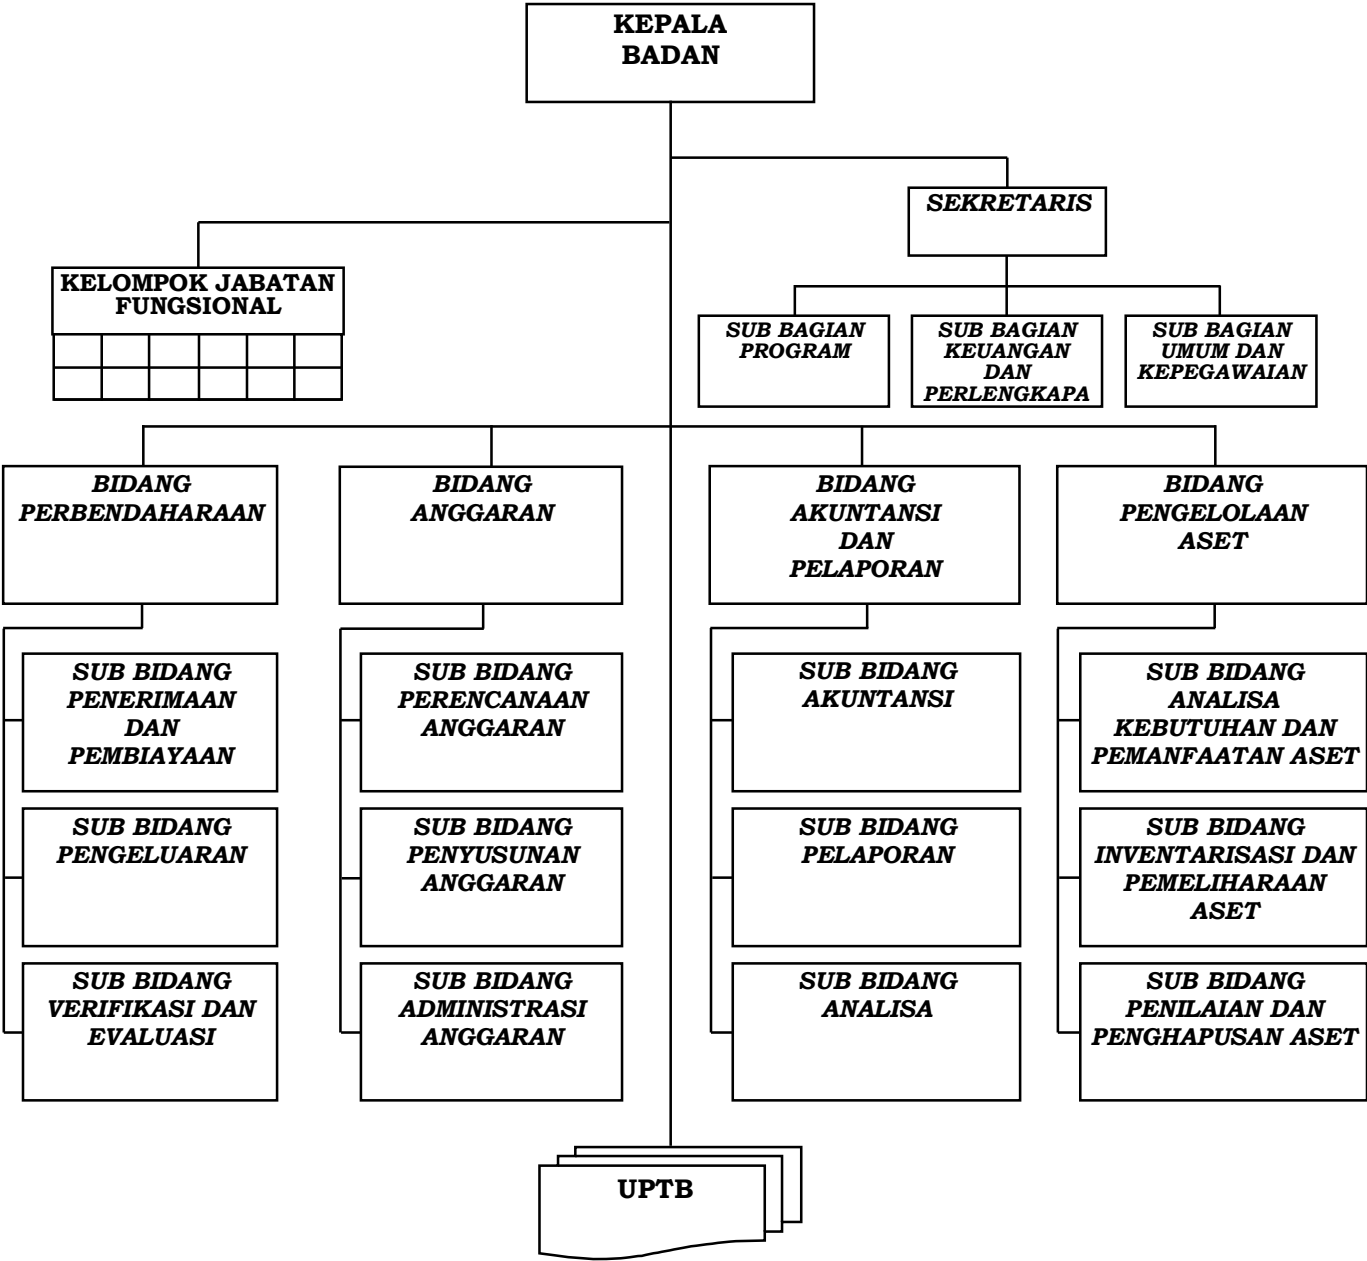 KEPALA
BADAN
SEKRETARIS
KELOMPOK JABATAN
FUNGSIONAL
SUB BAGIAN
PROGRAM
SUB BAGIAN
KEUANGAN
DAN
PERLENGKAPA
SUB BAGIAN
UMUM DAN
KEPEGAWAIAN
BIDANG
PERBENDAHARAAN
BIDANG
ANGGARAN
BIDANG
AKUNTANSI
DAN
PELAPORAN
BIDANG
PENGELOLAAN
ASET
SUB BIDANG
PENERIMAAN
DAN
PEMBIAYAAN
SUB BIDANG
PERENCANAAN
ANGGARAN
SUB BIDANG
AKUNTANSI
SUB BIDANG
ANALISA
KEBUTUHAN DAN
PEMANFAATAN ASET
SUB BIDANG
PENGELUARAN
SUB BIDANG
PENYUSUNAN
ANGGARAN
SUB BIDANG
PELAPORAN
SUB BIDANG
INVENTARISASI DAN
PEMELIHARAAN
ASET
SUB BIDANG
VERIFIKASI DAN
EVALUASI
SUB BIDANG
ADMINISTRASI
ANGGARAN
SUB BIDANG
ANALISA
SUB BIDANG
PENILAIAN DAN
PENGHAPUSAN ASET
UPTB